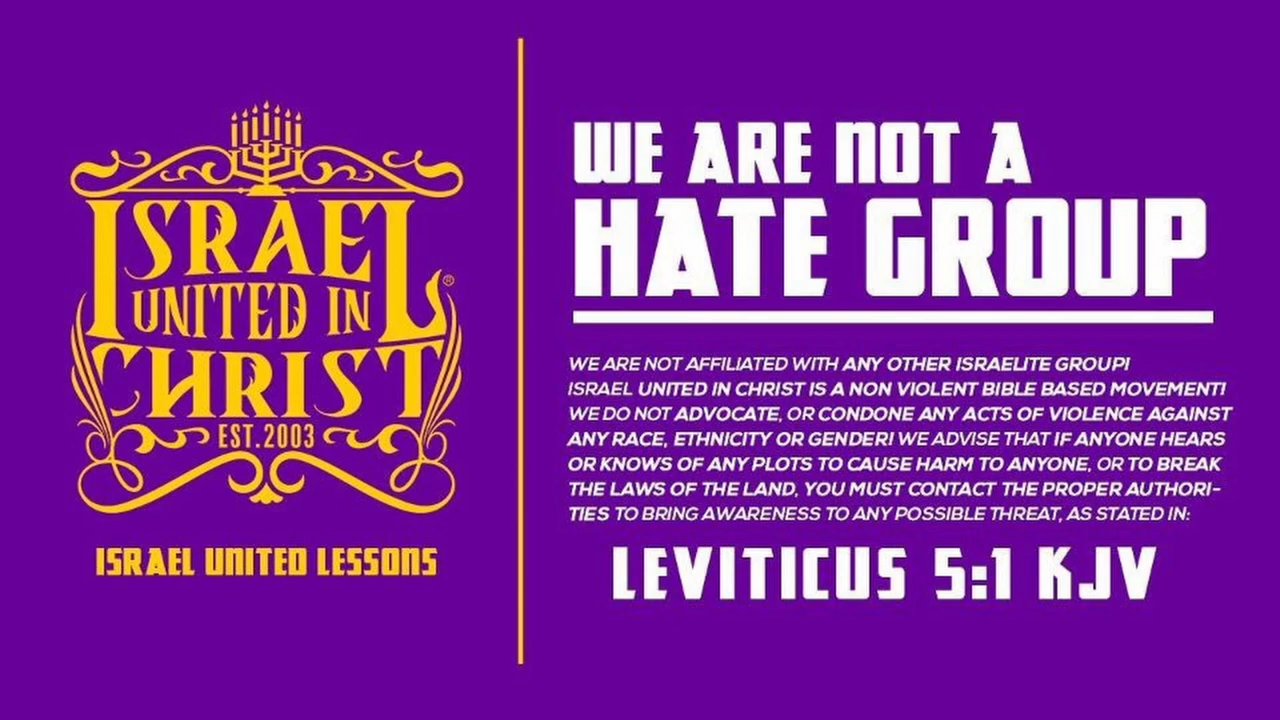 ISRAEL
UNITED IN
CHRIST
EST. 2003
ISRAEL UNITED LESSONS
WE ARE NOT A
HATE GROUP
WE ARE NOT AFFILIATED WITH ANY OTHER ISRAELITE GROUP!
ISRAEL UNITED IN CHRIST IS A NON VIOLENT BIBLE BASED MOVEMENT!
WE DO NOT ADVOCATE, OR CONDONE ANY ACTS OF VIOLENCE AGAINST
ANY RACE, ETHNICITY OR GENDER! WE ADVISE THAT IF ANYONE HEARS
OR KNOWS OF ANY PLOTS TO CAUSE HARM TO ANYONE, OR TO BREAK
THE LAWS OF THE LAND, YOU MUST CONTACT THE PROPER AUTHORI-
TIES TO BRING AWARENESS TO ANY POSSIBLE THREAT, AS STATED IN:
LEVITICUS 5:1 KJV